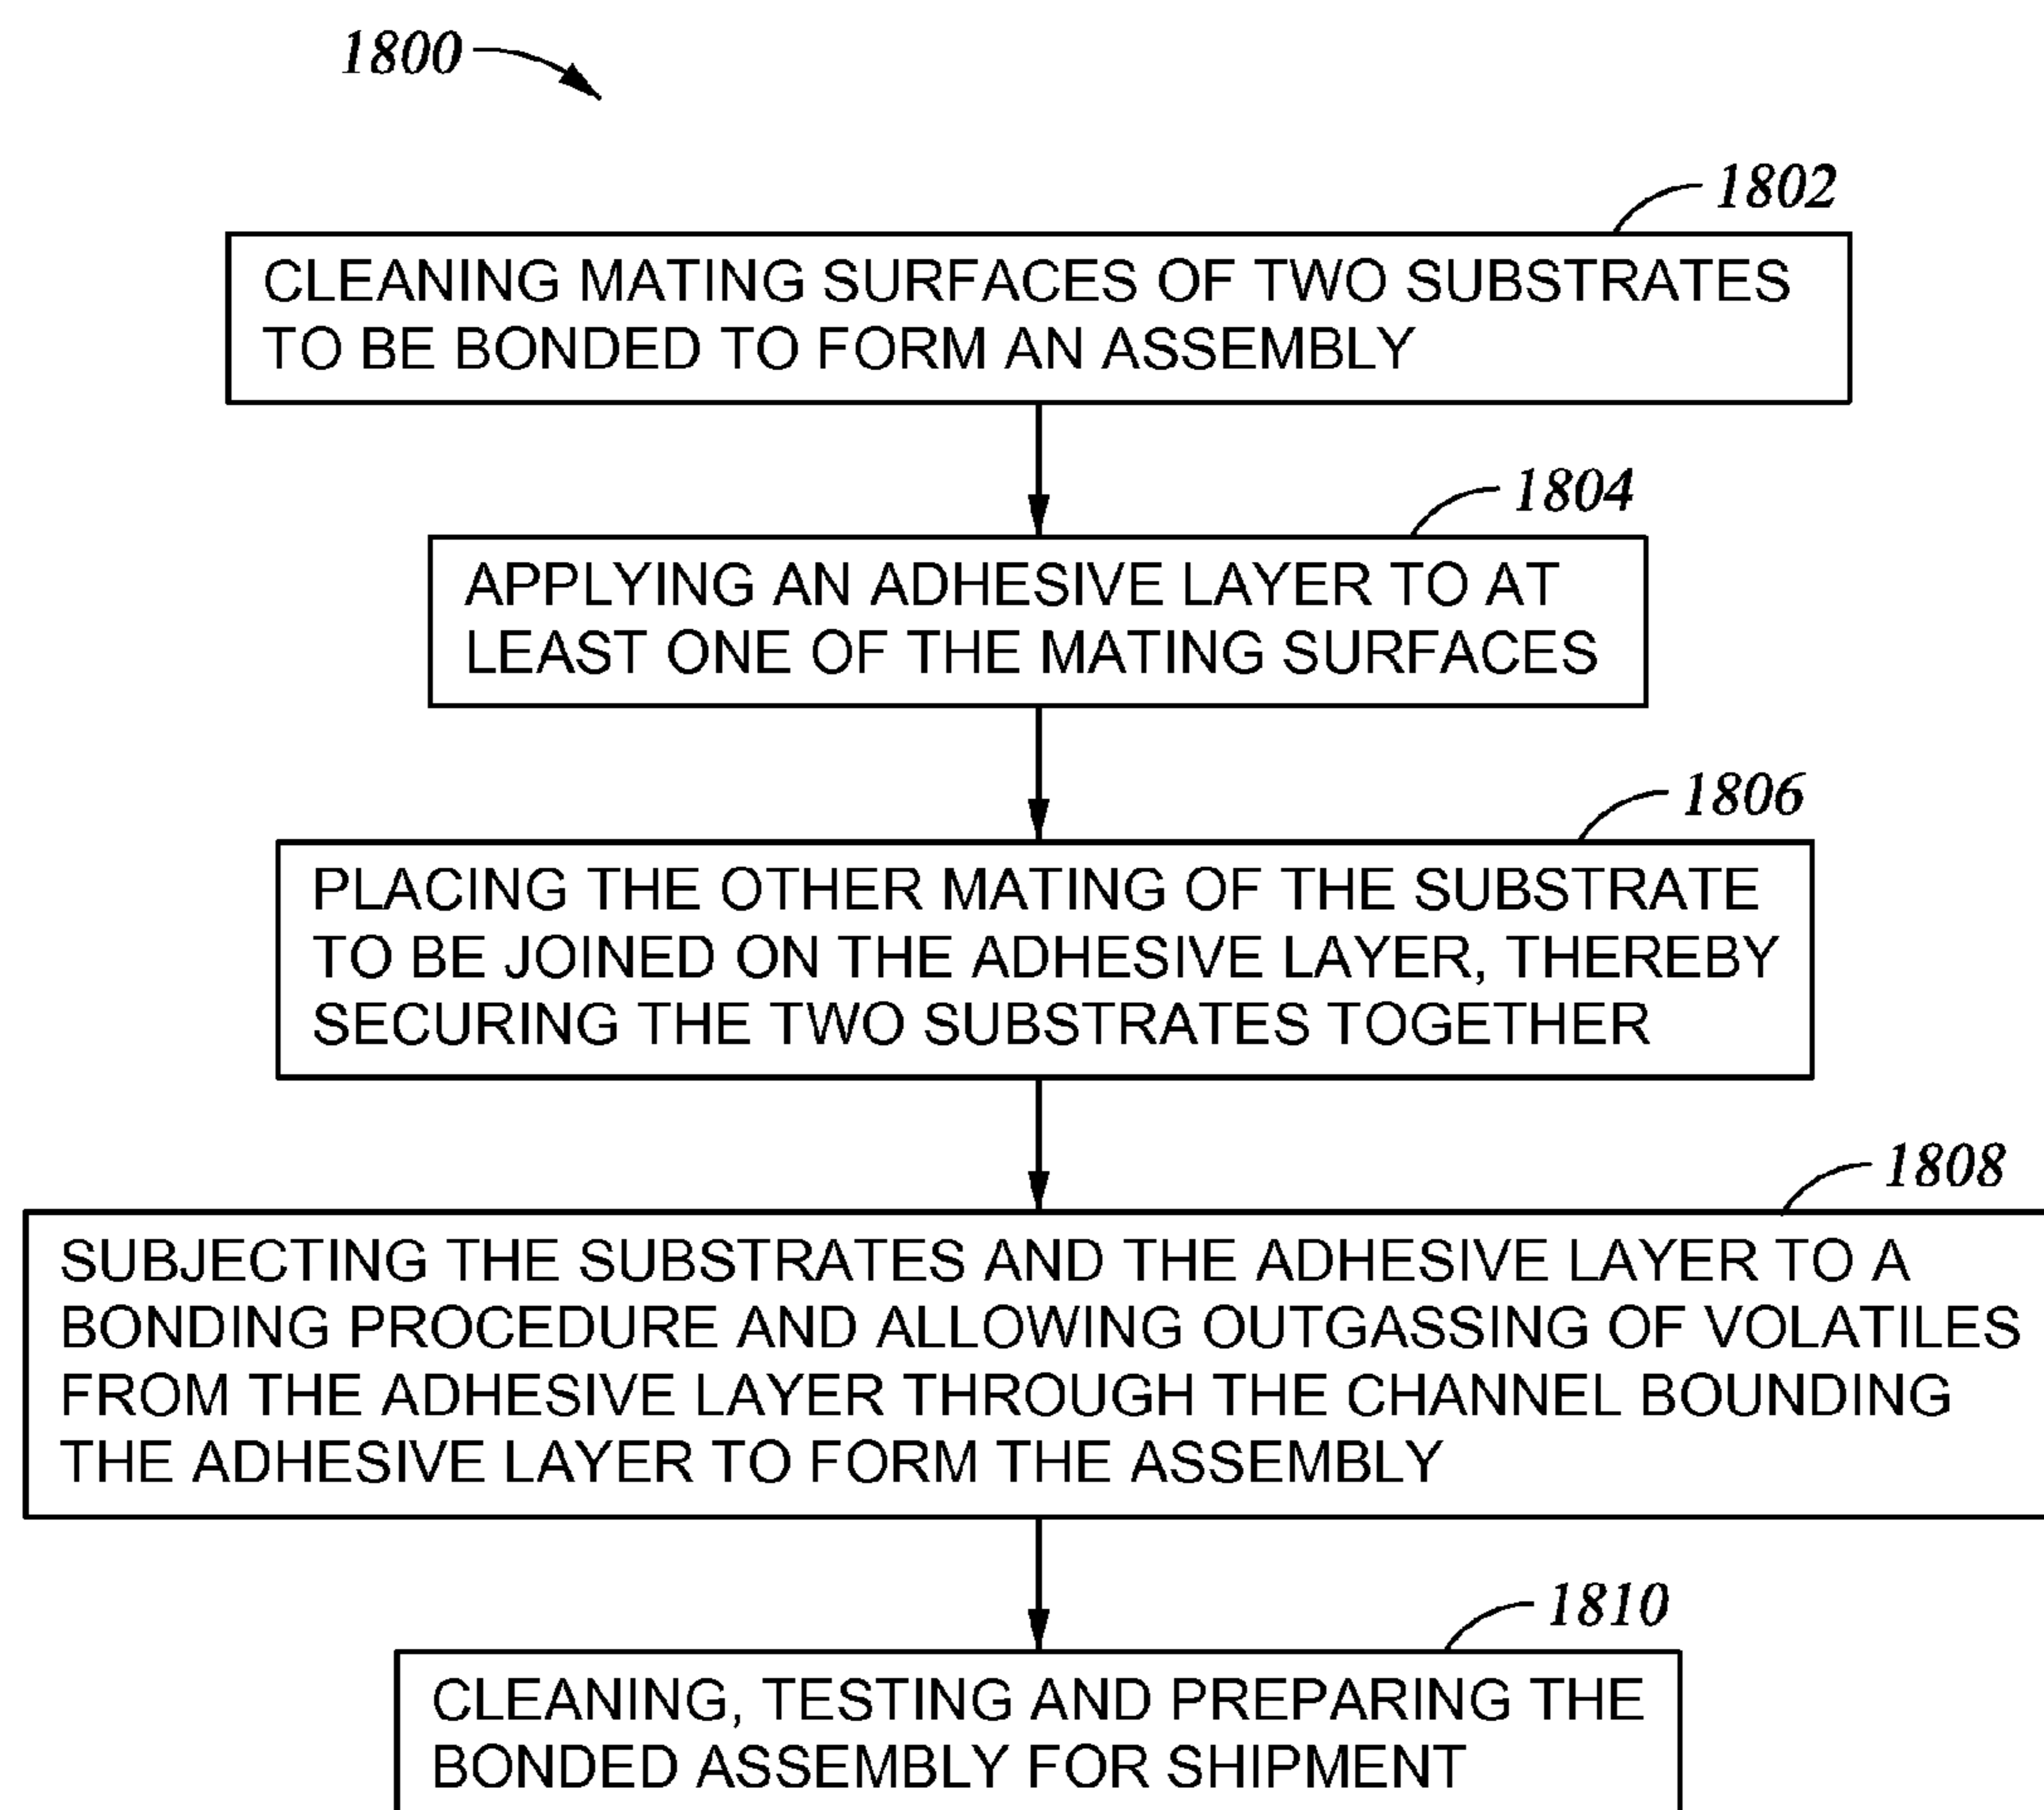 1800
1802
CLEANING MATING SURFACES OF TWO SUBSTRATES
TO BE BONDED TO FORM AN ASSEMBLY
1804
APPLYING AN ADHESIVE LAYER TO AT
LEAST ONE OF THE MATING SURFACES
1806
PLACING THE OTHER MATING OF THE SUBSTRATE
TO BE JOINED ON THE ADHESIVE LAYER, THEREBY
SECURING THE TWO SUBSTRATES TOGETHER
1808
SUBJECTING THE SUBSTRATES AND THE ADHESIVE LAYER TO A
BONDING PROCEDURE AND ALLOWING OUTGASSING OF VOLATILES
FROM THE ADHESIVE LAYER THROUGH THE CHANNEL BOUNDING
THE ADHESIVE LAYER TO FORM THE ASSEMBLY
1810
CLEANING, TESTING AND PREPARING THE
BONDED ASSEMBLY FOR SHIPMENT